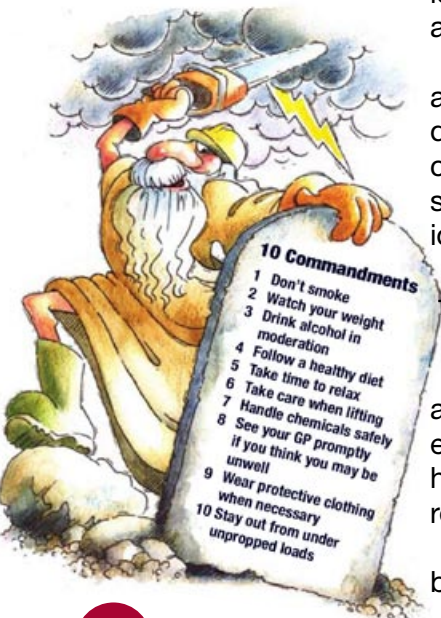 10 Commandments
1 Don't smoke
2 Watch your weight
3 Drink alcohol in
moderation
4 Follow a healthy diet
5 Take time to relax
6 Take care when lifting
7 Handle chemicals safely
8 See your GP promptly
if you think you may be
unwell
9 Wear protective clothing
when necessary
10 Stay out from under
unpropped loads